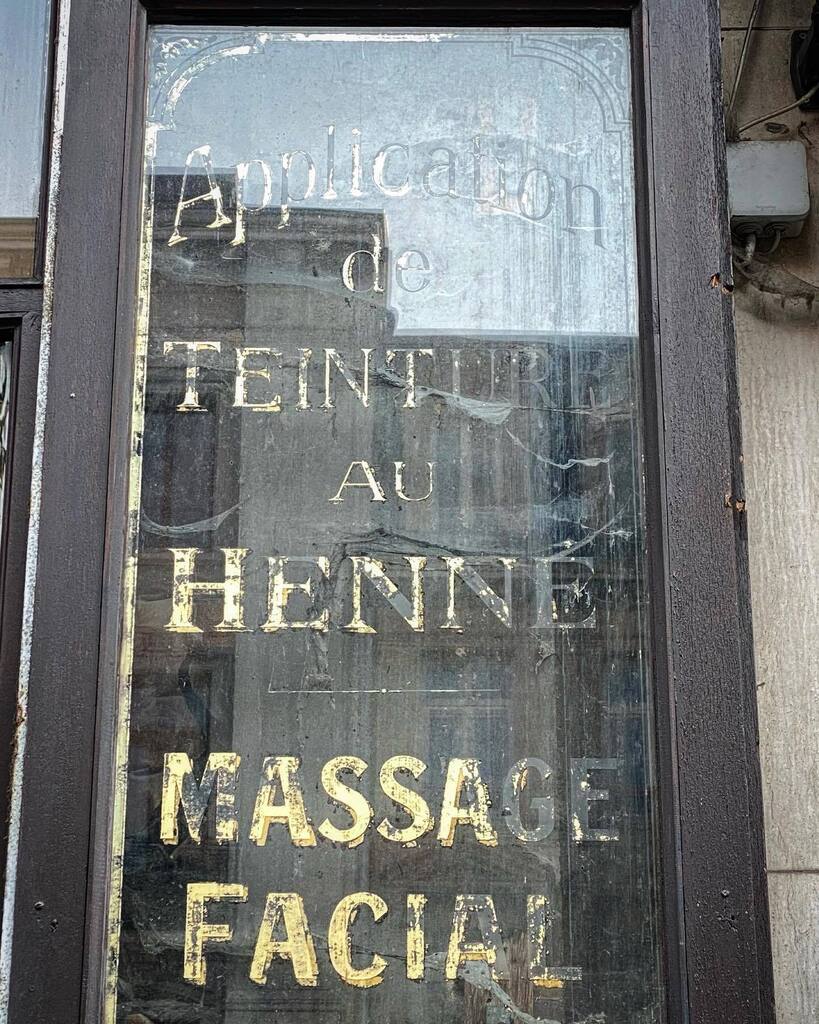 Application
de
TEINTURE
AU
HENNE
MASSAGE
FACIAL